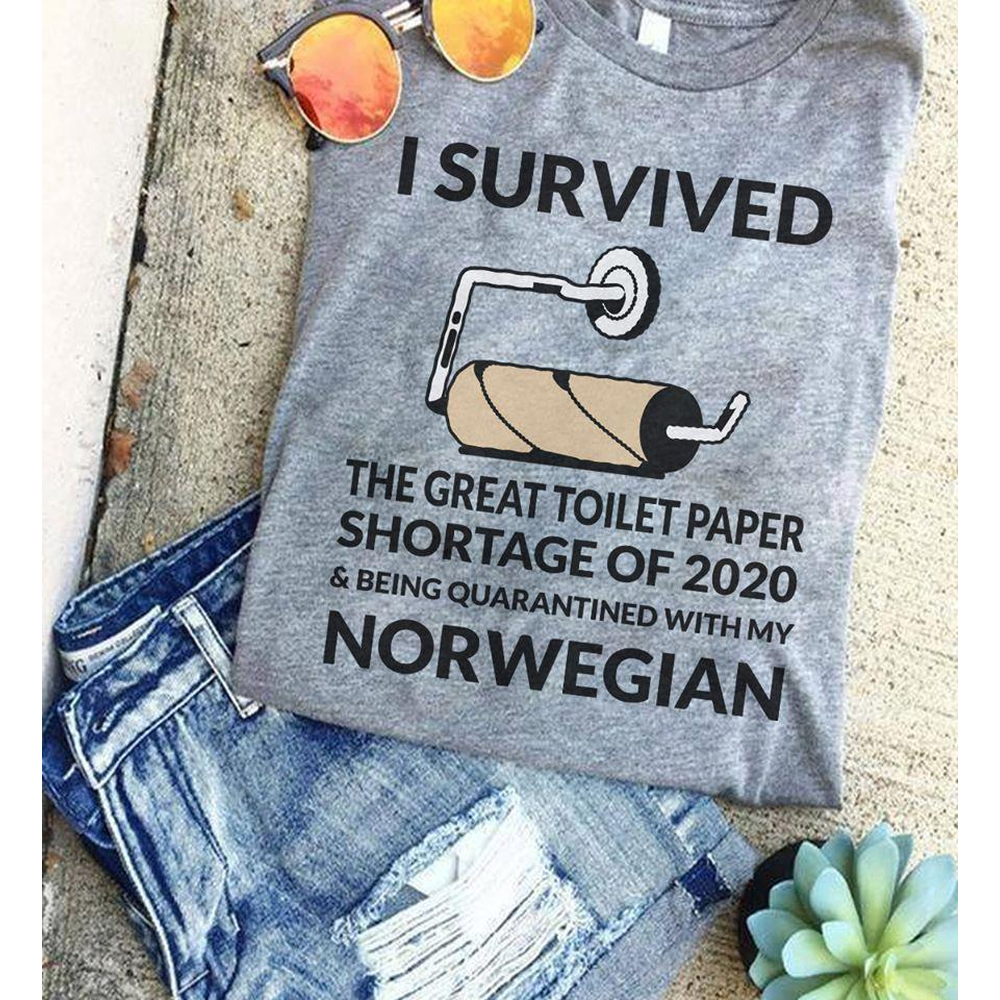 I SURVIVED
THE GREAT TOILET PAPER
SHORTAGE OF 2020
& BEING QUARANTINED WITH MY
NORWEGIAN